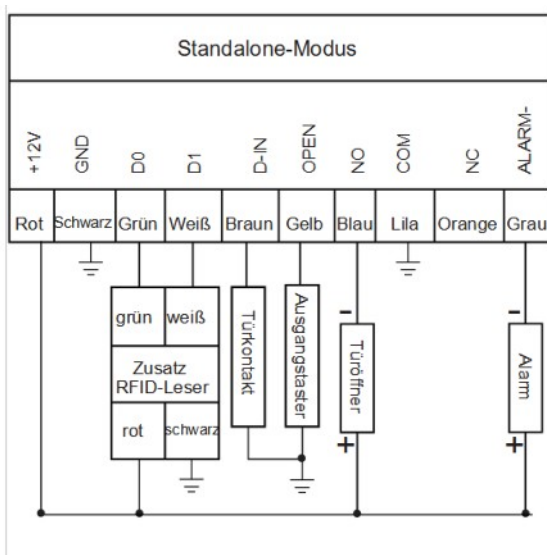 Standalone-Modus
+12V GND D0 D1 D-IN OPEN NO COM NC ALARM-
Rot Schwarz Grün Weiß Braun Gelb Blau Lila Orange Grau
grün weiß
Zusatz
RFID-Leser
rot schwarz
Türkontakt
Ausgangstaster
-
Türöffner
+
-
Alarm
+